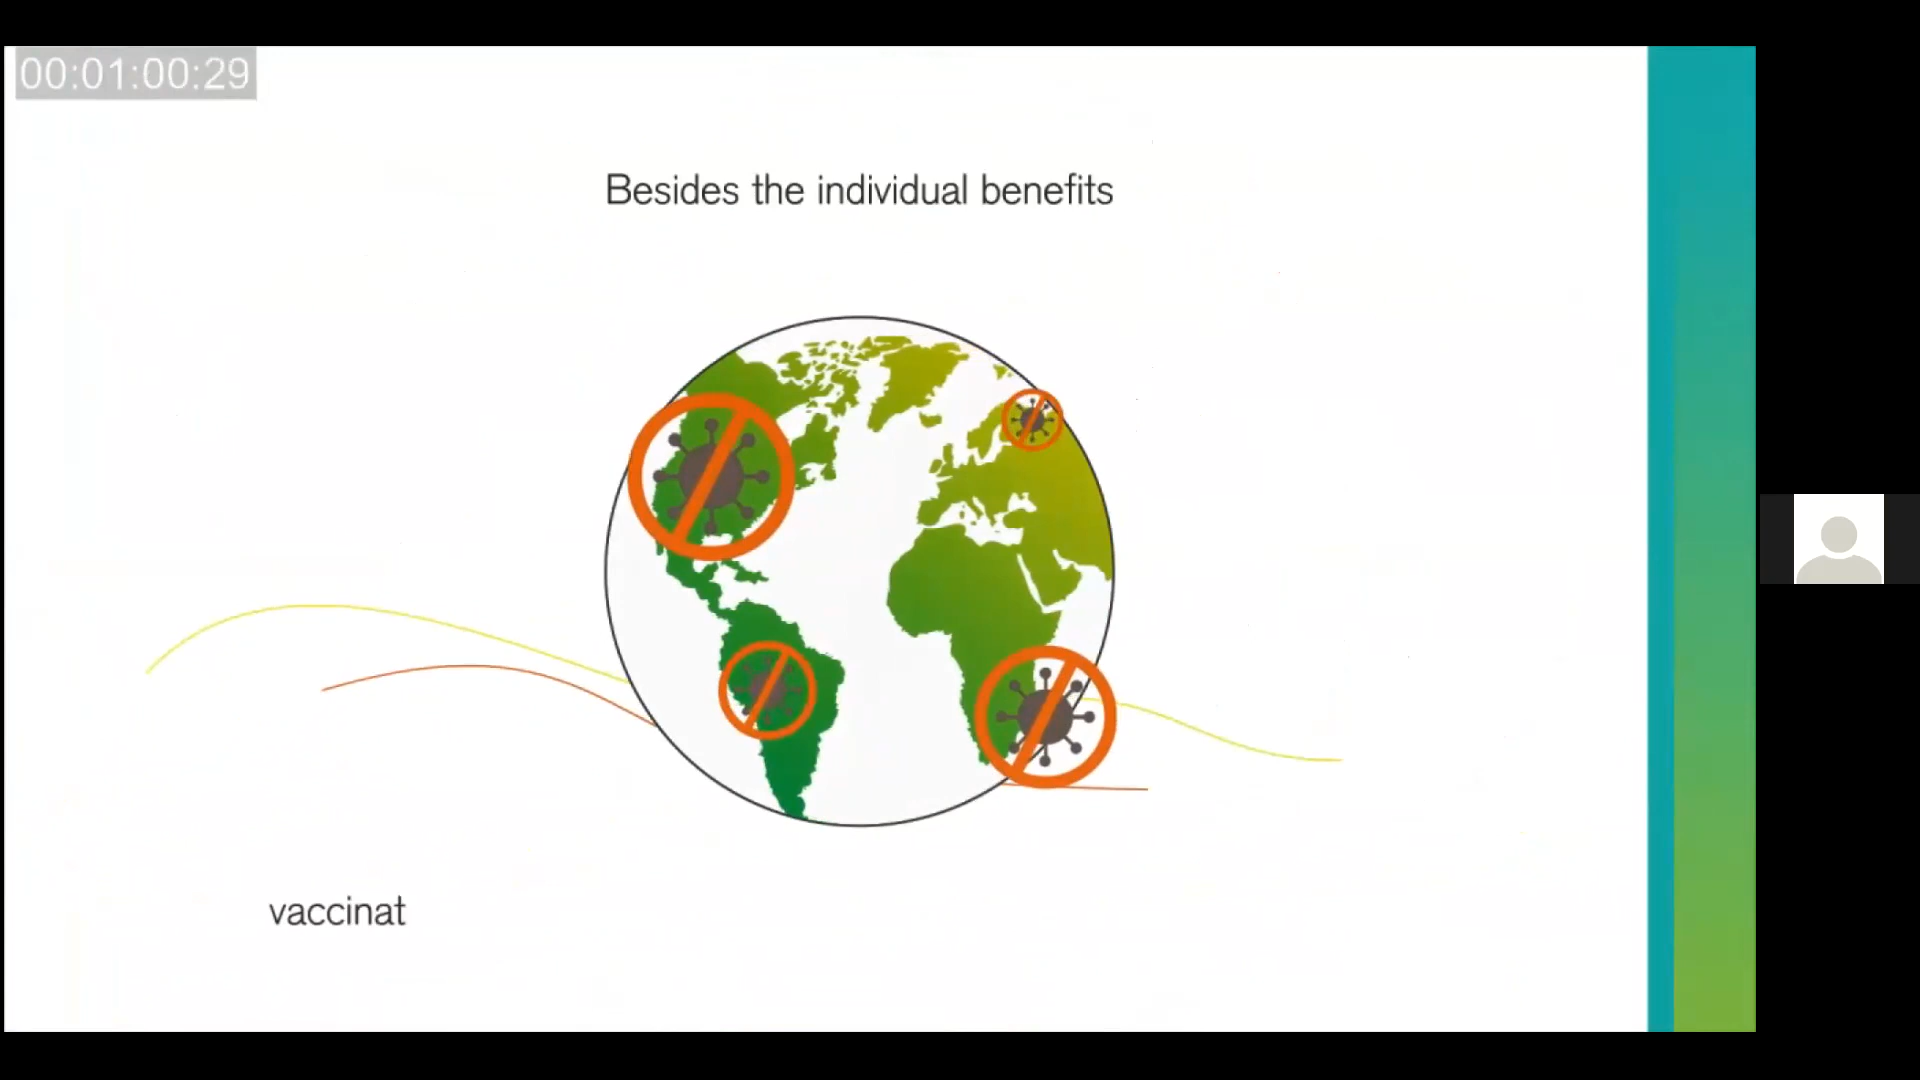 00:01:00:29
Besides the individual benefits
vaccinat